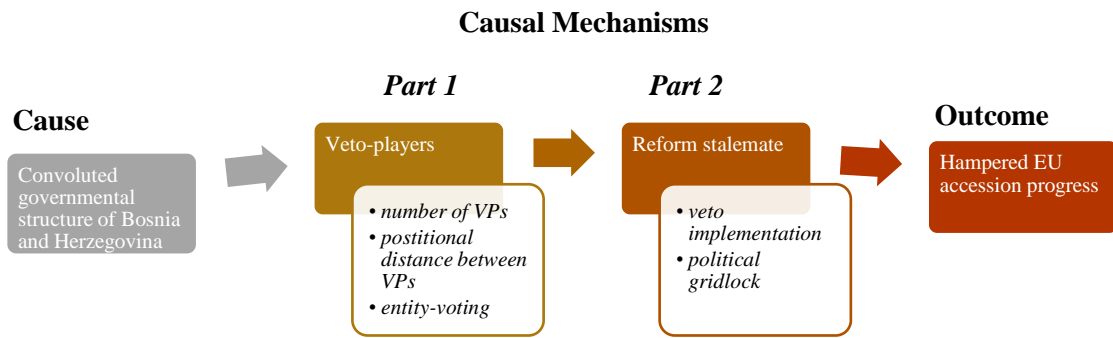 Causal Mechanisms
Part 1
Part 2
Cause
Outcome
Convoluted
governmental
structure of Bosnia
and Herzegovina
Veto-players
• number of VPs
• postitional
distance between
VPs
• entity-voting
Reform stalemate
• veto
implementation
• political
gridlock
Hampered EU
accession progress